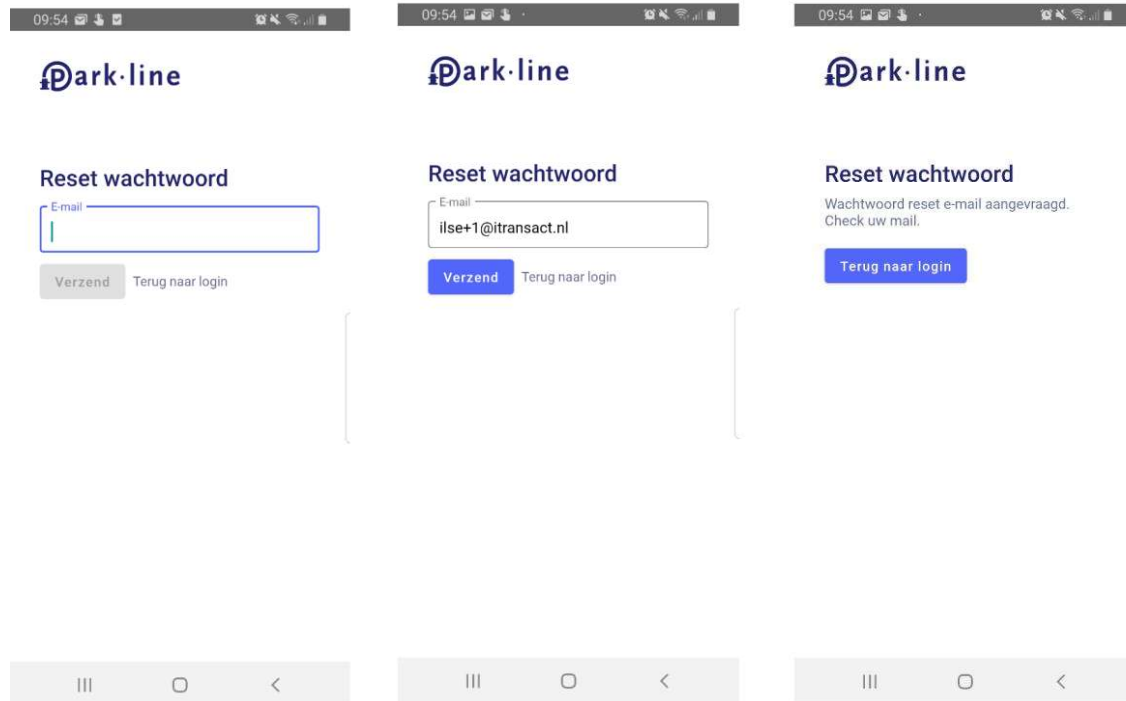 09:54
Park·line
Reset wachtwoord
E-mail
Verzend Terug naar login
09:54
Park·line
Reset wachtwoord
E-mail
ilse+1@itransact.nl
Verzend Terug naar login
09:54
Park·line
Reset wachtwoord
Wachtwoord reset e-mail aangevraagd.
Check uw mail.
Terug naar login